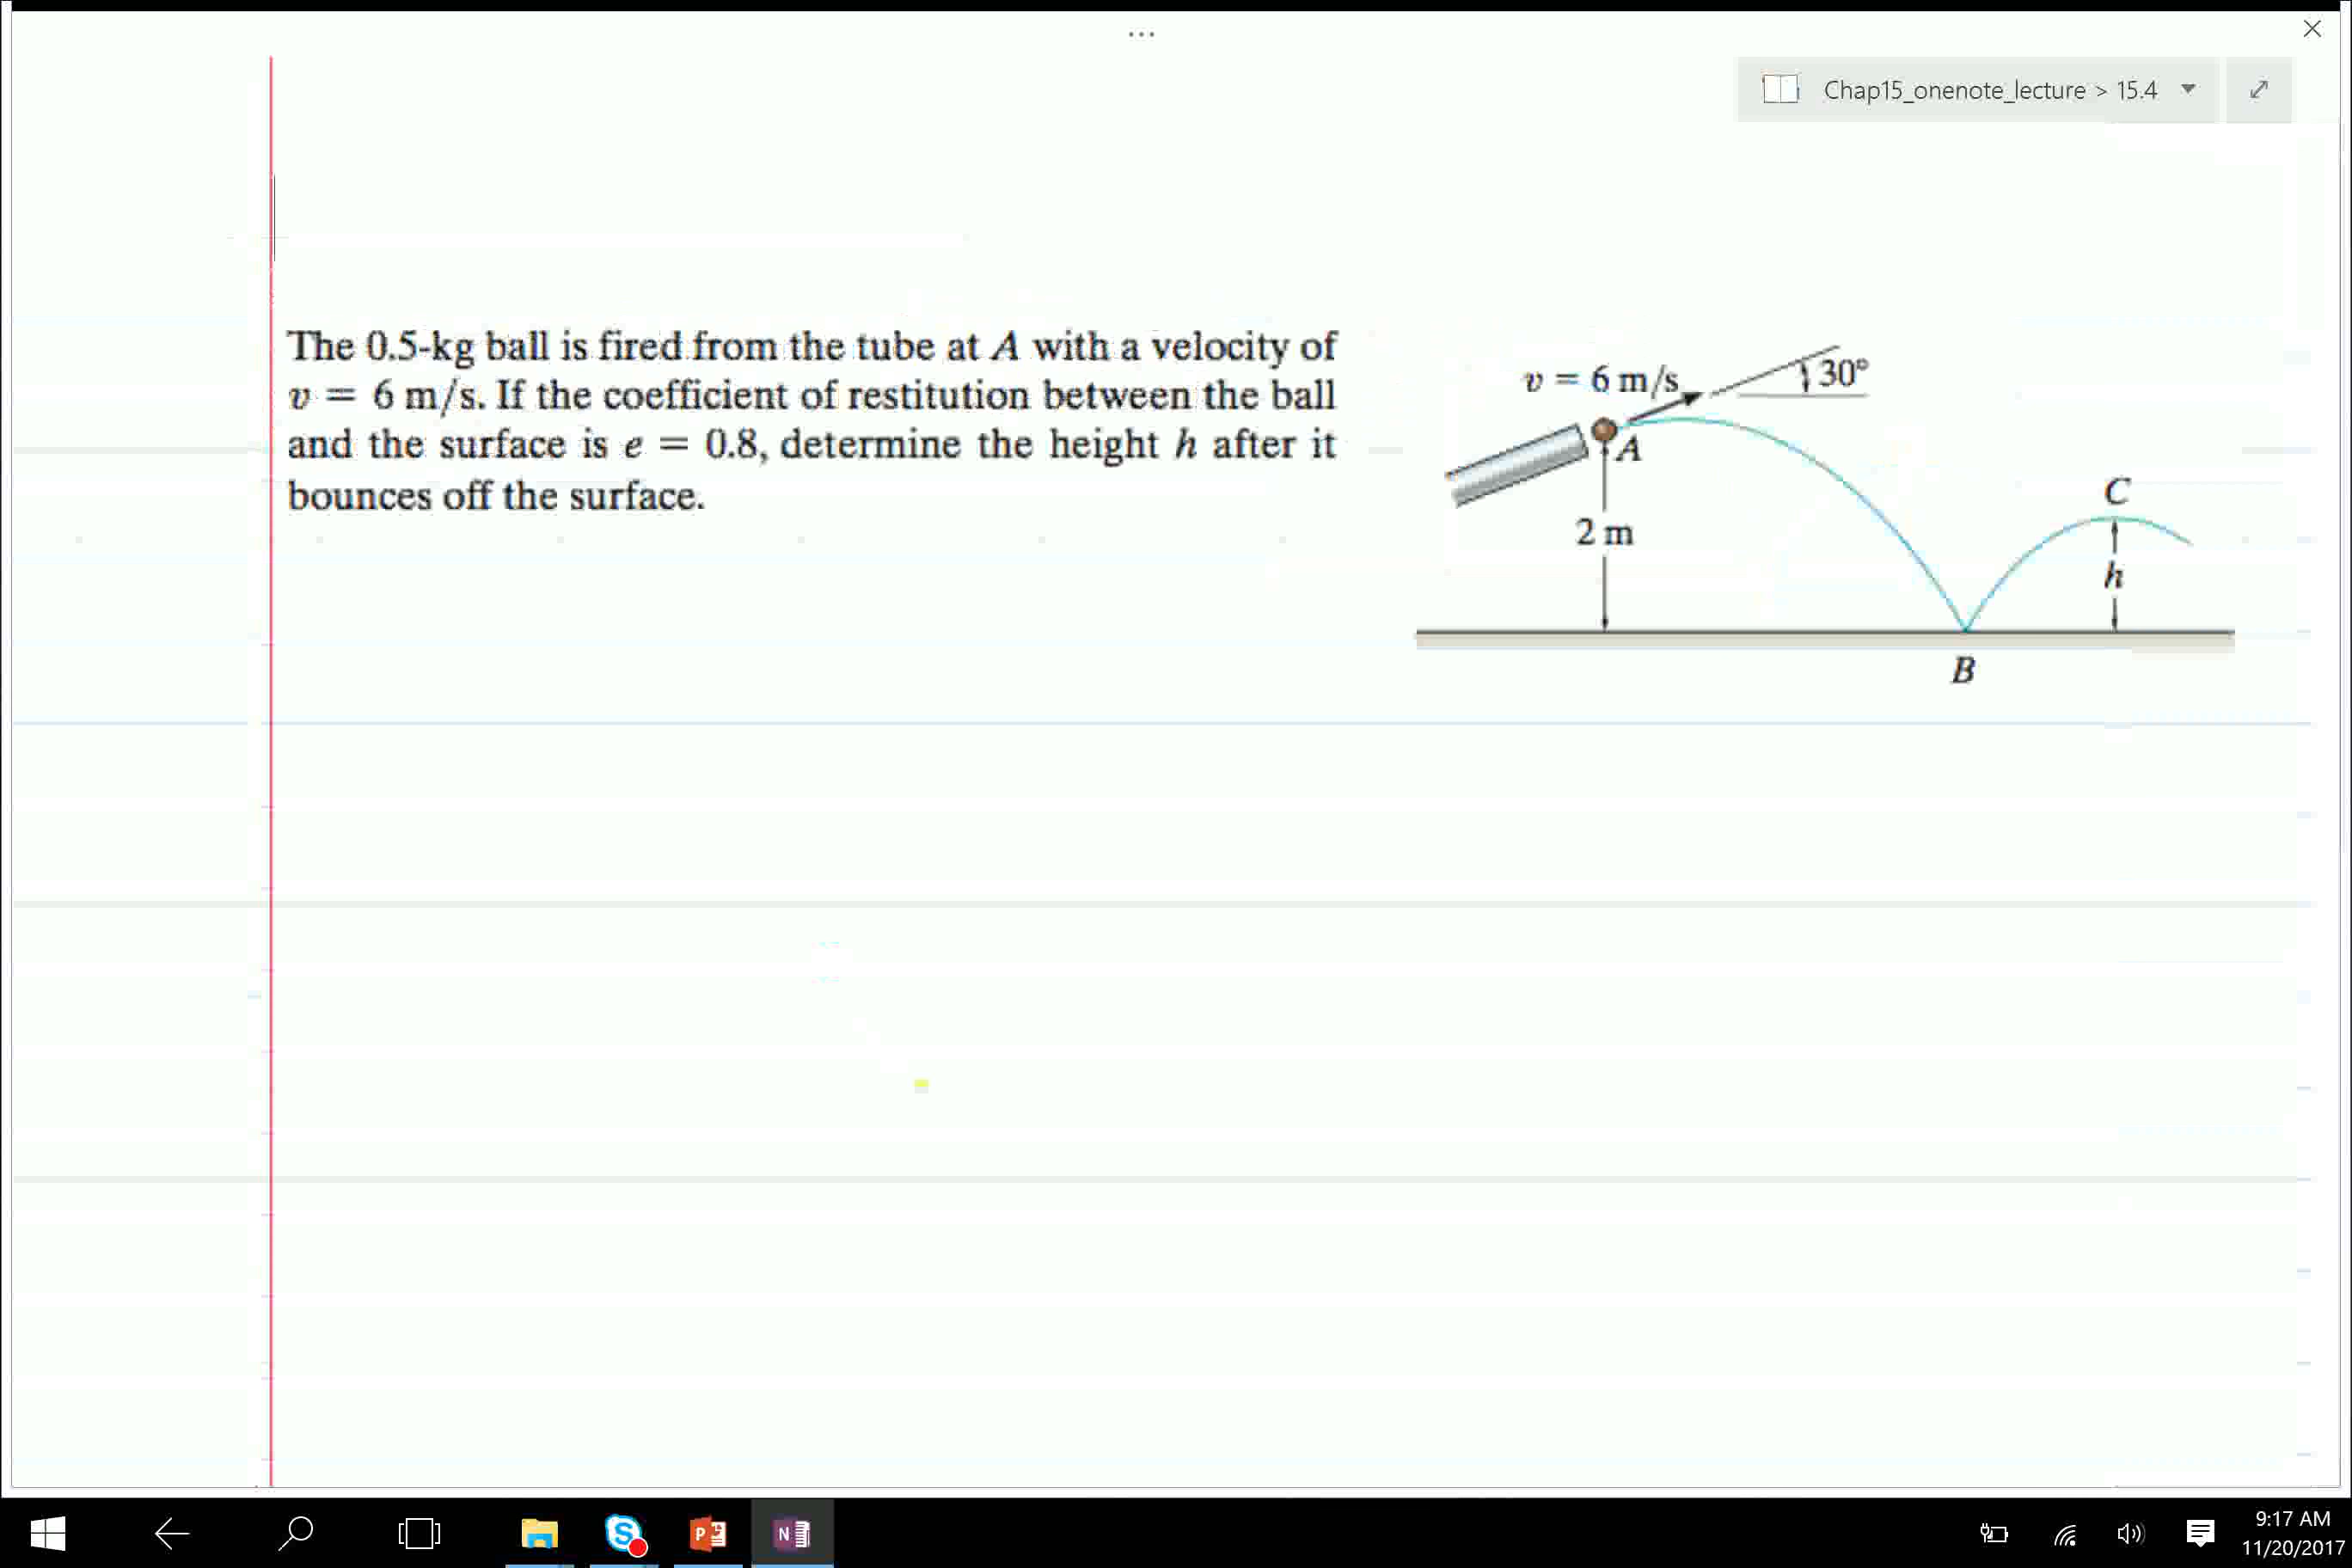 ...
Chap15_onenote_lecture > 15.4
The 0.5-kg ball is fired from the tube at A with a velocity of
v = 6 m/s. If the coefficient of restitution between the ball
and the surface is e = 0.8, determine the height h after it
bounces off the surface.
v = 6 m/s
30°
A
2 m
C
h
B
9:17 AM
11/20/2017